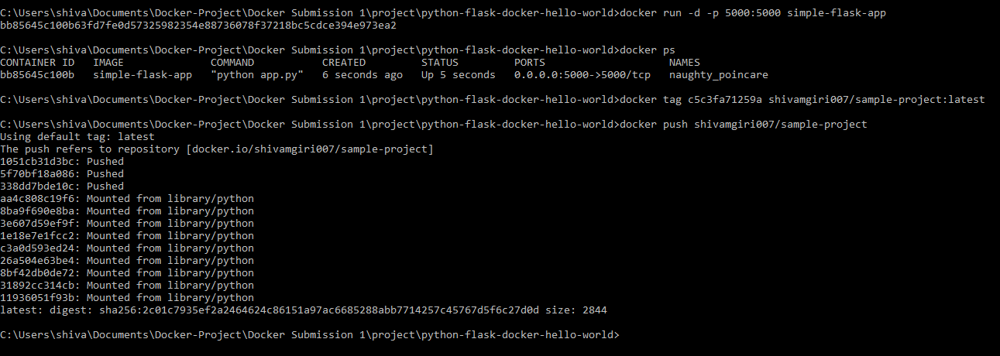 C:\Users\shiva\Documents\Docker-Project\Docker Submission 1\project\python-flask-docker-hello-world>docker run -d -p 5000:5000 simple-flask-app
bb85645c100b63fd7fe0d57325982354e88736078f37218bc5cdce394e973ea2
C:\Users\shiva\Documents\Docker-Project\Docker Submission 1\project\python-flask-docker-hello-world>docker ps
CONTAINER ID   IMAGE              COMMAND           CREATED         STATUS         PORTS                    NAMES
bb85645c100b   simple-flask-app   "python app.py"   6 seconds ago   Up 5 seconds   0.0.0.0:5000->5000/tcp   naughty_poincare
C:\Users\shiva\Documents\Docker-Project\Docker Submission 1\project\python-flask-docker-hello-world>docker tag c5c3fa71259a shivamgiri007/sample-project:latest
C:\Users\shiva\Documents\Docker-Project\Docker Submission 1\project\python-flask-docker-hello-world>docker push shivamgiri007/sample-project
Using default tag: latest
The push refers to repository [docker.io/shivamgiri007/sample-project]
1051cb31d3bc: Pushed
5f70bf18a086: Pushed
338dd7bde10c: Pushed
aa4c808c19f6: Mounted from library/python
8ba9f690e8ba: Mounted from library/python
3e607d59ef9f: Mounted from library/python
1e18e7e1fcc2: Mounted from library/python
c3a0d593ed24: Mounted from library/python
26a504e63be4: Mounted from library/python
8bf42db0de72: Mounted from library/python
31892cc314cb: Mounted from library/python
11936051f93b: Mounted from library/python
latest: digest: sha256:2c01c7935ef2a2464624c86151a97ac6685288abb7714257c45767d5f6c27d0d size: 2844
C:\Users\shiva\Documents\Docker-Project\Docker Submission 1\project\python-flask-docker-hello-world>